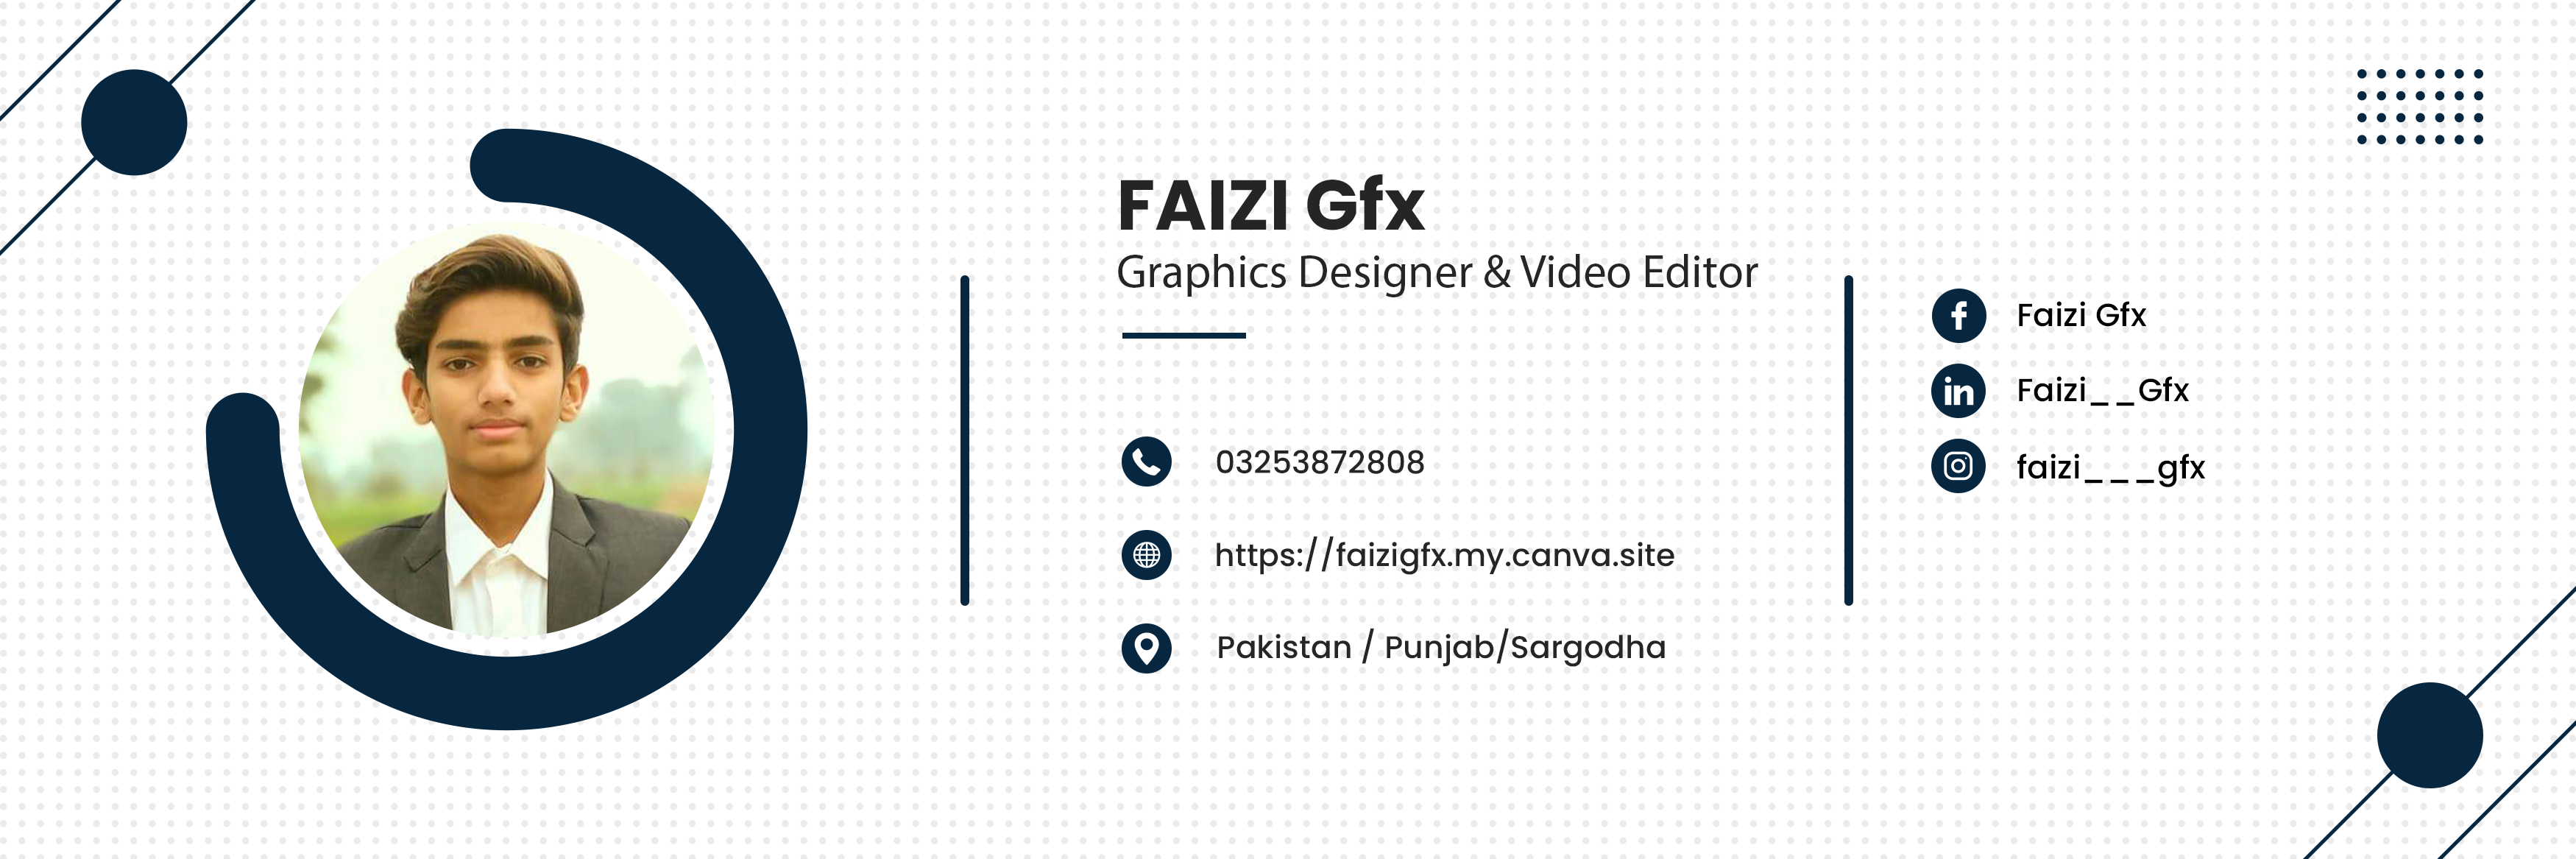 FAIZI Gfx
Graphics Designer & Video Editor
03253872808
https://faizigfx.my.canva.site
Pakistan / Punjab/Sargodha
Faizi Gfx
Faizi__Gfx
faizi___gfx